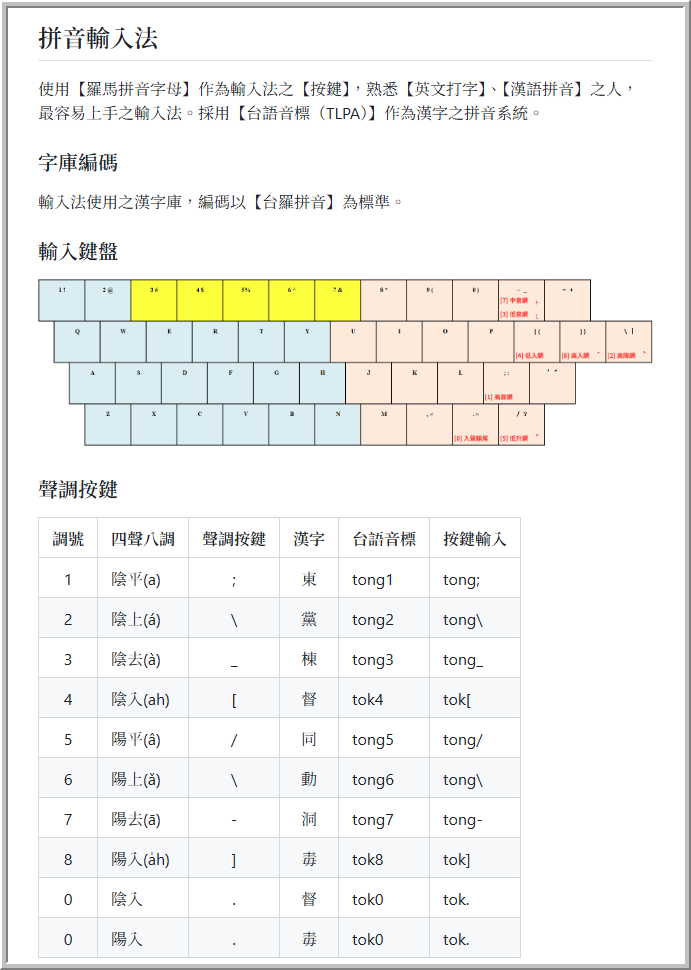 拼音輸入法
使用【羅馬拼音字母】作為輸入法之【按鍵】，熟悉【英文打字】、【漢語拼音】之人，
最容易上手之輸入法。採用【台語音標（TLPA）】作為漢字之拼音系統。
字庫編碼
輸入法使用之漢字庫，編碼以【台羅拼音】為標準。
輸入鍵盤
1 ! 2 @ 3 # 4 $ 5% 6 ^ 7 & 8 * 9 ( 0 ) - _ = +
[7] 中音調 ┤
[3] 低音調 ˪
Q W E R T Y U I O P [ { ] } \ |
[4] 低入調 [8] 高入調 ˙ [2] 高降調 ˋ
A S D F G H J K L ; : ' "
[1] 高音調
Z X C V B N M , < . > / ?
[0] 入聲韻尾 [5] 低升調 ˊ
聲調按鍵
調號 四聲八調 聲調按鍵 漢字 台語音標 按鍵輸入
1 陰平(a) ; 東 tong1 tong;
2 陰上(á) \ 黨 tong2 tong\
3 陰去(à) _ 棟 tong3 tong_
4 陰入(ah) [ 督 tok4 tok[
5 陽平(â) / 同 tong5 tong/
6 陽上(ǎ) \ 動 tong6 tong\
7 陽去(ā) - 洞 tong7 tong-
8 陽入(a̍h) ] 毒 tok8 tok]
0 陰入 . 督 tok0 tok.
0 陽入 . 毒 tok0 tok.